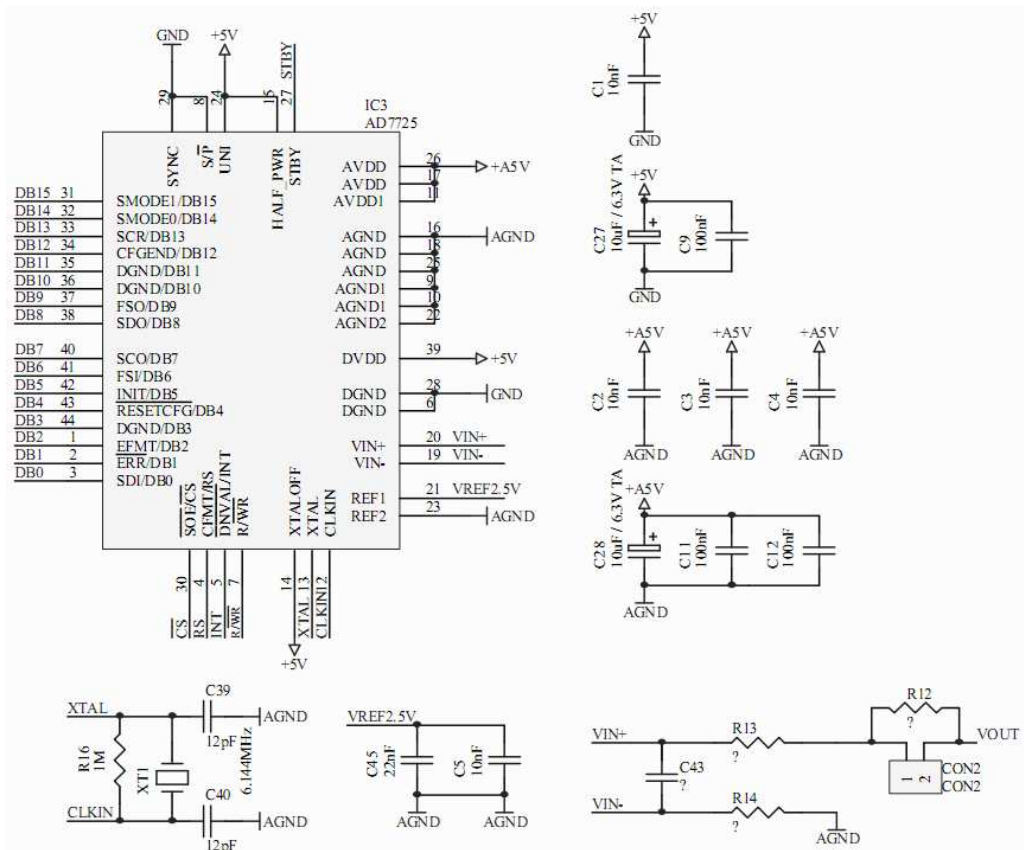 GND
+5V
29
8
24
15
27 STBY
IC3
AD7725
SYNC
S/P
UNI
HALF_PWR
STBY
DB15 31 SMODE1/DB15
DB14 32 SMODE0/DB14
DB13 33 SCR/DB13
DB12 34 CFGEND/DB12
DB11 35 DGND/DB11
DB10 36 DGND/DB10
DB9 37 FSO/DB9
DB8 38 SDO/DB8
DB7 40 SCO/DB7
DB6 41 FSI/DB6
DB5 42 INIT/DB5
DB4 43 RESETCFG/DB4
DB3 44 DGND/DB3
DB2 1 EFMT/DB2
DB1 2 ERR/DB1
DB0 3 SDI/DB0
AVDD 26 +A5V
AVDD 17
AVDD1 11
AGND 16 AGND
AGND 18
AGND 25
AGND1 9
AGND1 10
AGND2 22
DVDD 39 +5V
DGND 28 GND
DGND 6
VIN+ 20 VIN+
VIN- 19 VIN-
REF1 21 VREF2.5V
REF2 23 AGND
SOE/CS
CFMT/RS
DNVAL/INT
R/WR
XTALOFF
XTAL
CLKIN
30
4
5
7
14
XTAL 13
CLKIN12
CS
RS
INT
R/WR
+5V
+5V
C1
10nF
GND
+5V
C27
10uF / 6.3V TA
C9
100nF
GND
+A5V
+A5V
+A5V
C2
10nF
C3
10nF
C4
10nF
AGND
AGND
AGND
+A5V
C28
10uF / 6.3V TA
C11
100nF
C12
100nF
AGND
XTAL
C39
AGND
12pF
R16
1M
XT1
6.144MHz
CLKIN
C40
AGND
12pF
VREF2.5V
C45
22nF
C5
10nF
AGND
AGND
R12
?
VIN+
R13
?
VOUT
C43
?
1 2
CON2
CON2
VIN-
R14
?
AGND